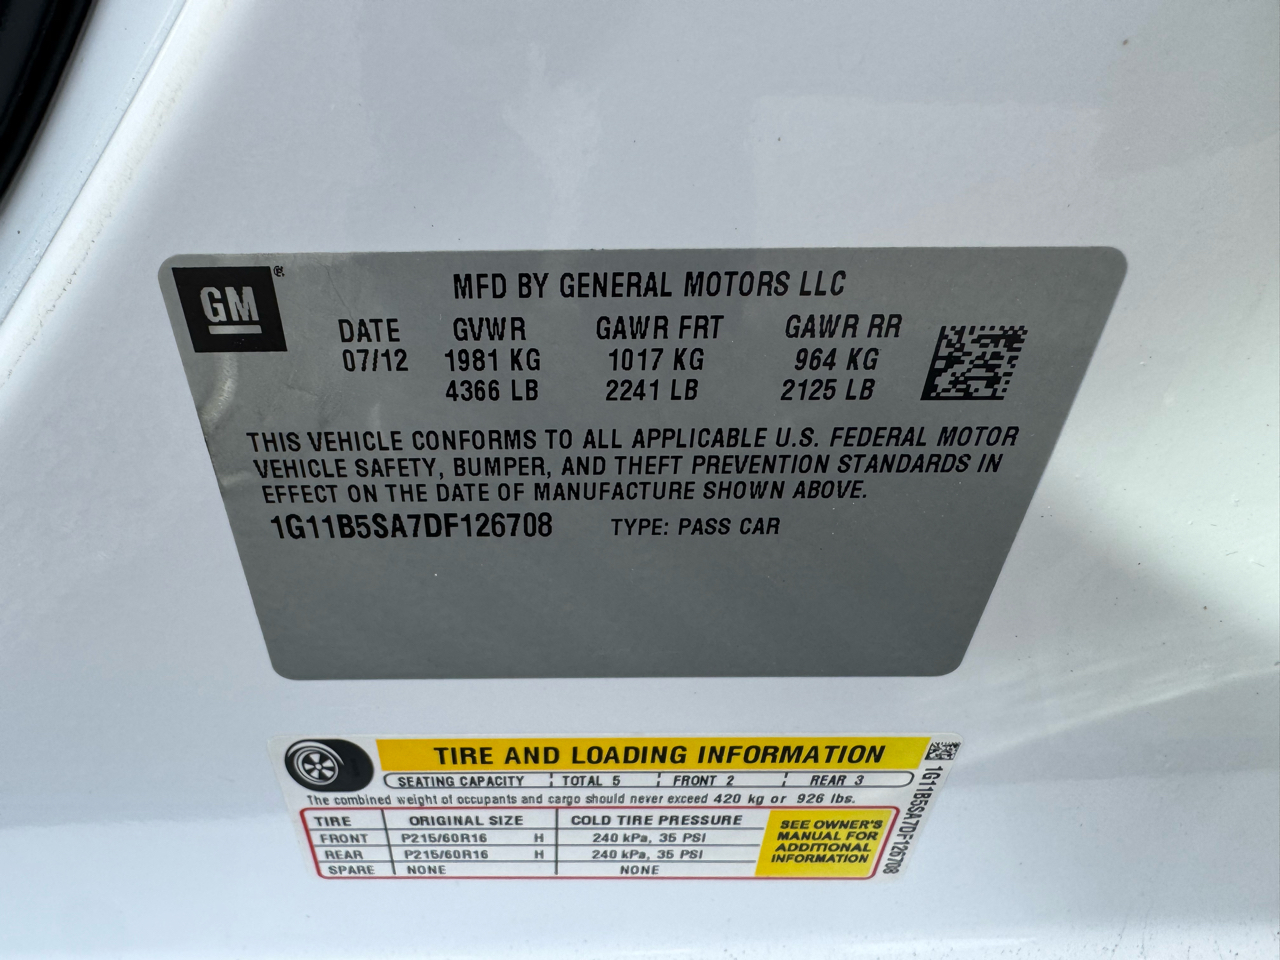 GM
®
MFD BY GENERAL MOTORS LLC
DATE GVWR GAWR FRT GAWR RR
07/12 1981 KG 1017 KG 964 KG
4366 LB 2241 LB 2125 LB
THIS VEHICLE CONFORMS TO ALL APPLICABLE U.S. FEDERAL MOTOR
VEHICLE SAFETY, BUMPER, AND THEFT PREVENTION STANDARDS IN
EFFECT ON THE DATE OF MANUFACTURE SHOWN ABOVE.
1G11B5SA7DF126708 TYPE: PASS CAR
TIRE AND LOADING INFORMATION
SEATING CAPACITY TOTAL 5 FRONT 2 REAR 3
The combined weight of occupants and cargo should never exceed 420 kg or 926 lbs.
TIRE ORIGINAL SIZE COLD TIRE PRESSURE
FRONT P215/60R16 H 240 kPa, 35 PSI
REAR P215/60R16 H 240 kPa, 35 PSI
SPARE NONE NONE
SEE OWNER'S
MANUAL FOR
ADDITIONAL
INFORMATION
1G11B5SA7DF126708